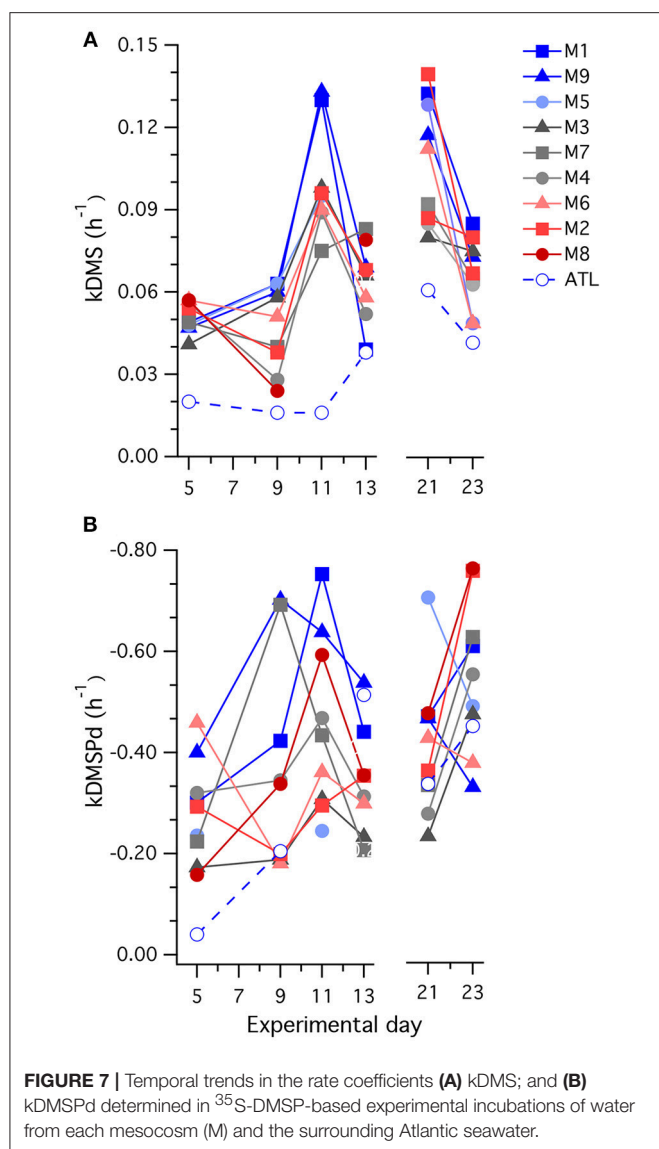 A
0.15
0.12
0.09
0.06
0.03
0.00
kDMS (h⁻¹)
5 7 9 11 13 21 23
M1
M9
M5
M3
M7
M4
M6
M2
M8
ATL
B
-0.80
-0.60
-0.40
-0.20
0.00
kDMSPd (h⁻¹)
5 7 9 11 13 21 23
Experimental day
FIGURE 7 | Temporal trends in the rate coefficients (A) kDMS; and (B)
kDMSPd determined in ³⁵S-DMSP-based experimental incubations of water
from each mesocosm (M) and the surrounding Atlantic seawater.